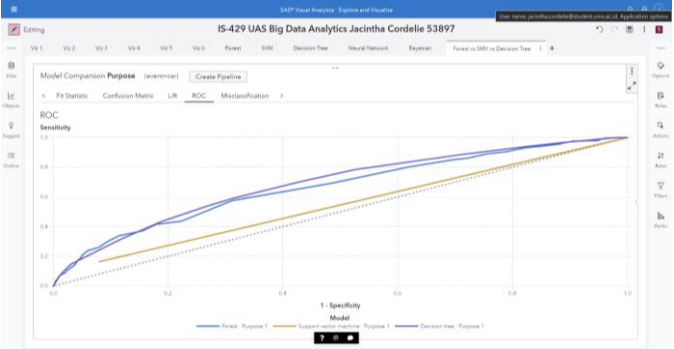 SAS® Visual Analytics - Explore and Visualize
User name: jacintha.cordelie@student.umn.ac.id, Application options
Editing
IS-429 UAS Big Data Analytics Jacintha Cordelie 53897
Viz 1 Viz 2 Viz 3 Viz 4 Viz 5 Viz 6 Forest SVM Decision Tree Neural Network Bayesian Forest vs SMV vs Decision Tree
Data
Objects
Suggest
Outline
Model Comparison Purpose (event=car) Create Pipeline
Fit Statistic Confusion Matrix Lift ROC Misclassification
ROC
Sensitivity
1.0
0.8
0.6
0.4
0.2
0.0
0.0 0.2 0.4 0.6 0.8 1.0
1 - Specificity
Model
Forest - Purpose 1 Support vector machine - Purpose 1 Decision tree - Purpose 1
Options
Roles
Actions
Rules
Filters